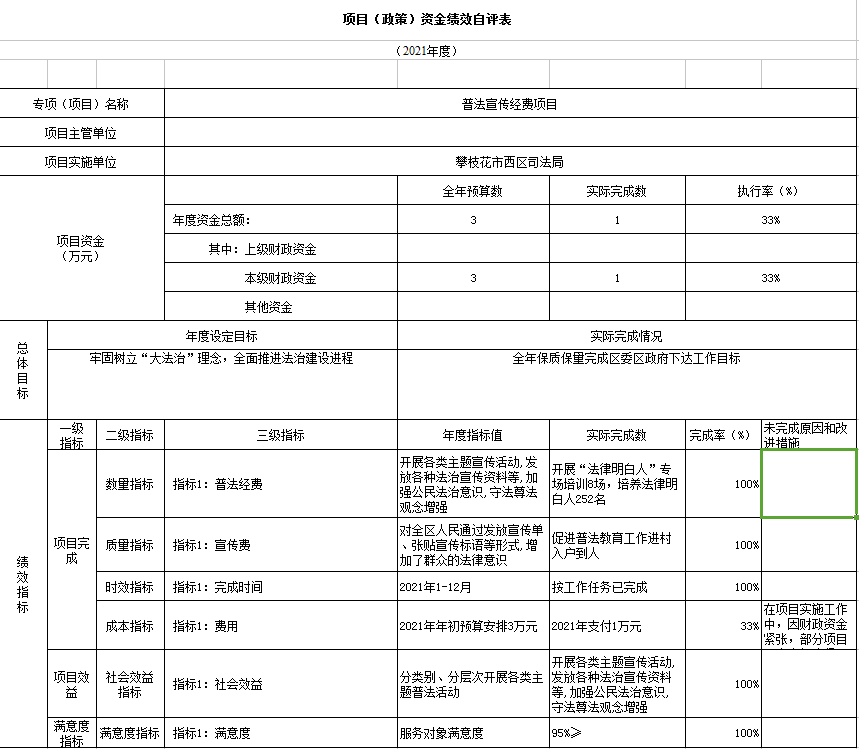 项目（政策）资金绩效自评表
（2021年度）
专项（项目）名称 普法宣传经费项目
项目主管单位
项目实施单位 攀枝花市西区司法局
项目资金
（万元）
全年预算数 实际完成数 执行率（%）
年度资金总额： 3 1 33%
其中：上级财政资金
本级财政资金 3 1 33%
其他资金
总体目标
年度设定目标 实际完成情况
牢固树立“大法治”理念，全面推进法治建设进程 全年保质保量完成区委区政府下达工作目标
绩效指标
一级
指标
二级指标 三级指标 年度指标值 实际完成数 完成率（%）
未完成原因和改
进措施
项目完
成
数量指标 指标1：普法经费
开展各类主题宣传活动，发
放各种法治宣传资料等，加
强公民法治意识，守法尊法
观念增强
开展“法律明白人”专
场培训8场，培养法律明
白人252名
100%
质量指标 指标1：宣传费
对全区人民通过发放宣传单
、张贴宣传标语等形式，增
加了群众的法律意识
促进普法教育工作进村
入户到人
100%
时效指标 指标1：完成时间 2021年1-12月 按工作任务已完成 100%
成本指标 指标1：费用 2021年年初预算安排3万元 2021年支付1万元 33%
在项目实施工作
中，因财政资金
紧张，部分项目
项目效
益
社会效益
指标
指标1：社会效益
分类别、分层次开展各类主
题普法活动
开展各类主题宣传活动，
发放各种法治宣传资料
等，加强公民法治意识，
守法尊法观念增强
100%
满意度
指标
满意度指标 指标1：满意度 服务对象满意度 95%≥ 100%